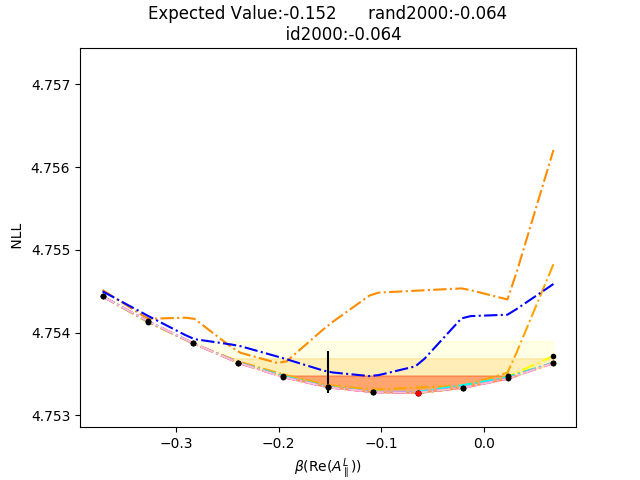 Expected Value:-0.152 rand2000:-0.064
id2000:-0.064
NLL
4.757
4.756
4.755
4.754
4.753
−0.3 −0.2 −0.1 0.0
β(Re(A∥^L))